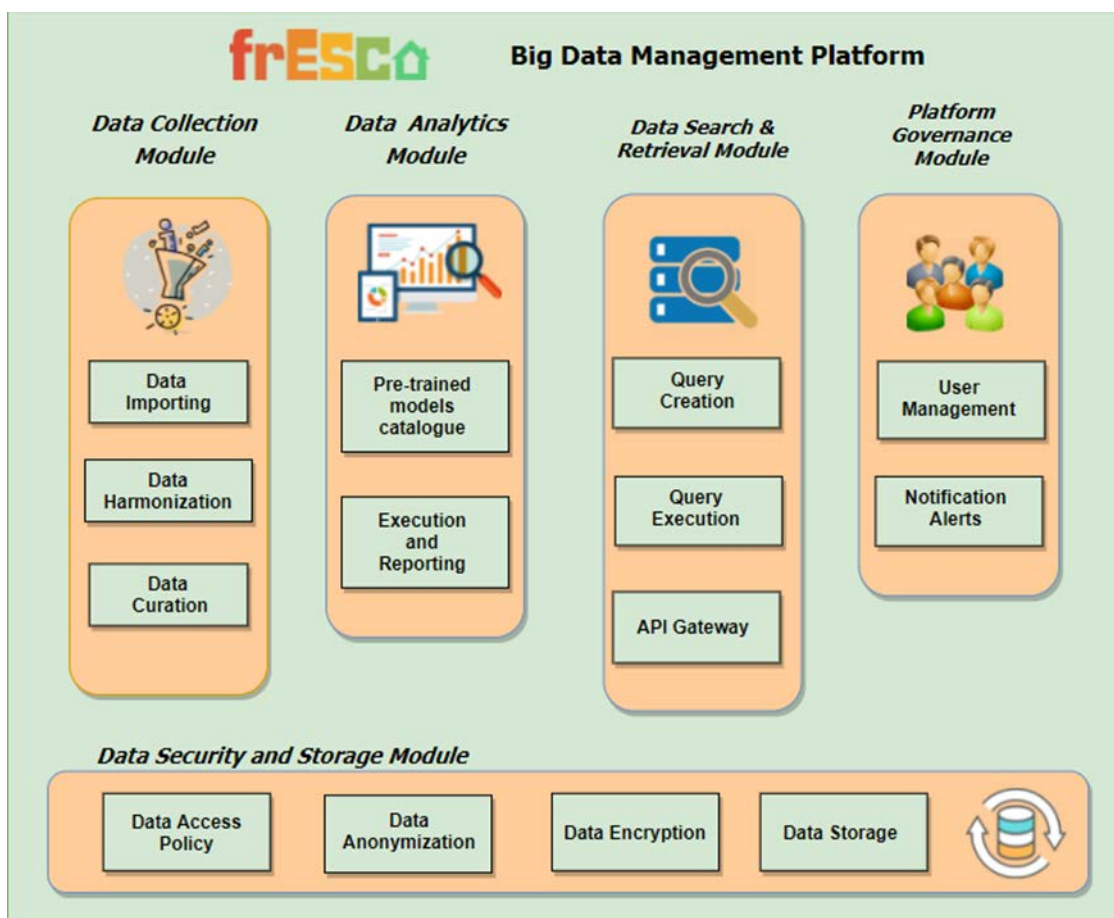 frESCo
Big Data Management Platform
Data Collection
Module
Data Importing
Data Harmonization
Data Curation
Data Analytics
Module
Pre-trained
models
catalogue
Execution
and
Reporting
Data Search &
Retrieval Module
Query
Creation
Query
Execution
API Gateway
Platform
Governance
Module
User
Management
Notification
Alerts
Data Security and Storage Module
Data Access
Policy
Data
Anonymization
Data Encryption
Data Storage